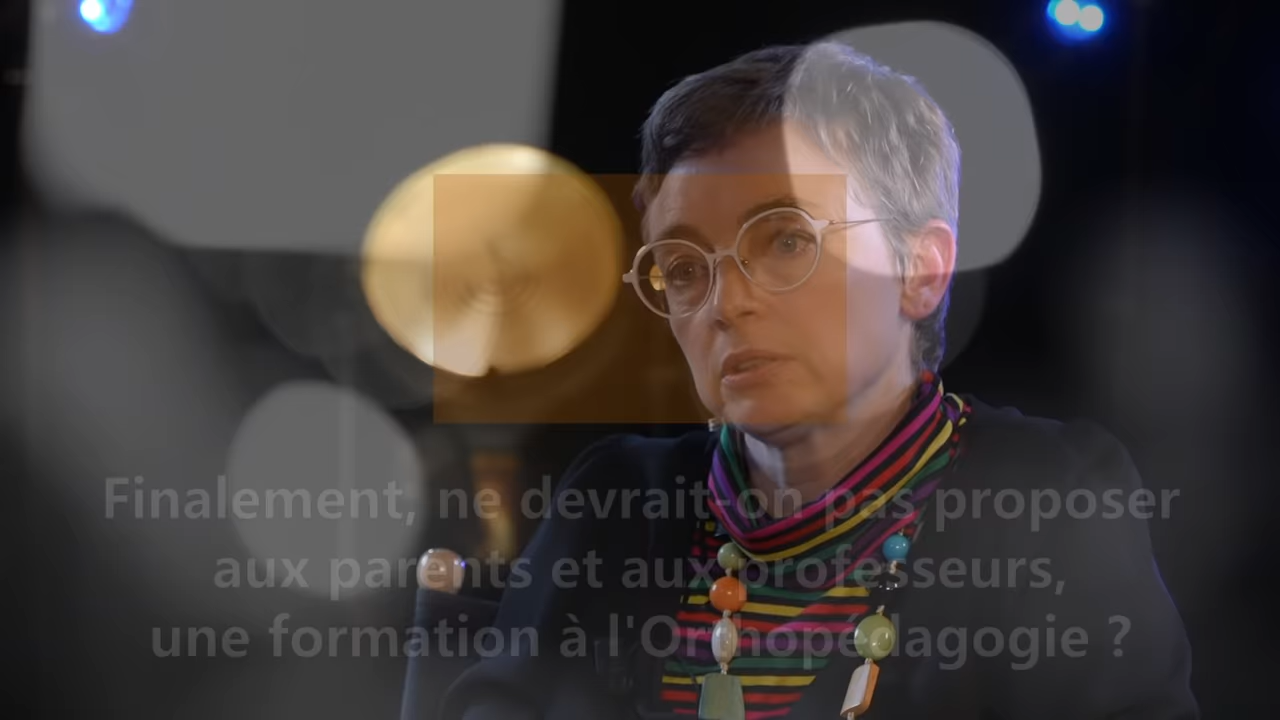 Finalement, ne devrait-on pas proposer
aux parents et aux professeurs,
une formation à l'Orthopédagogie ?